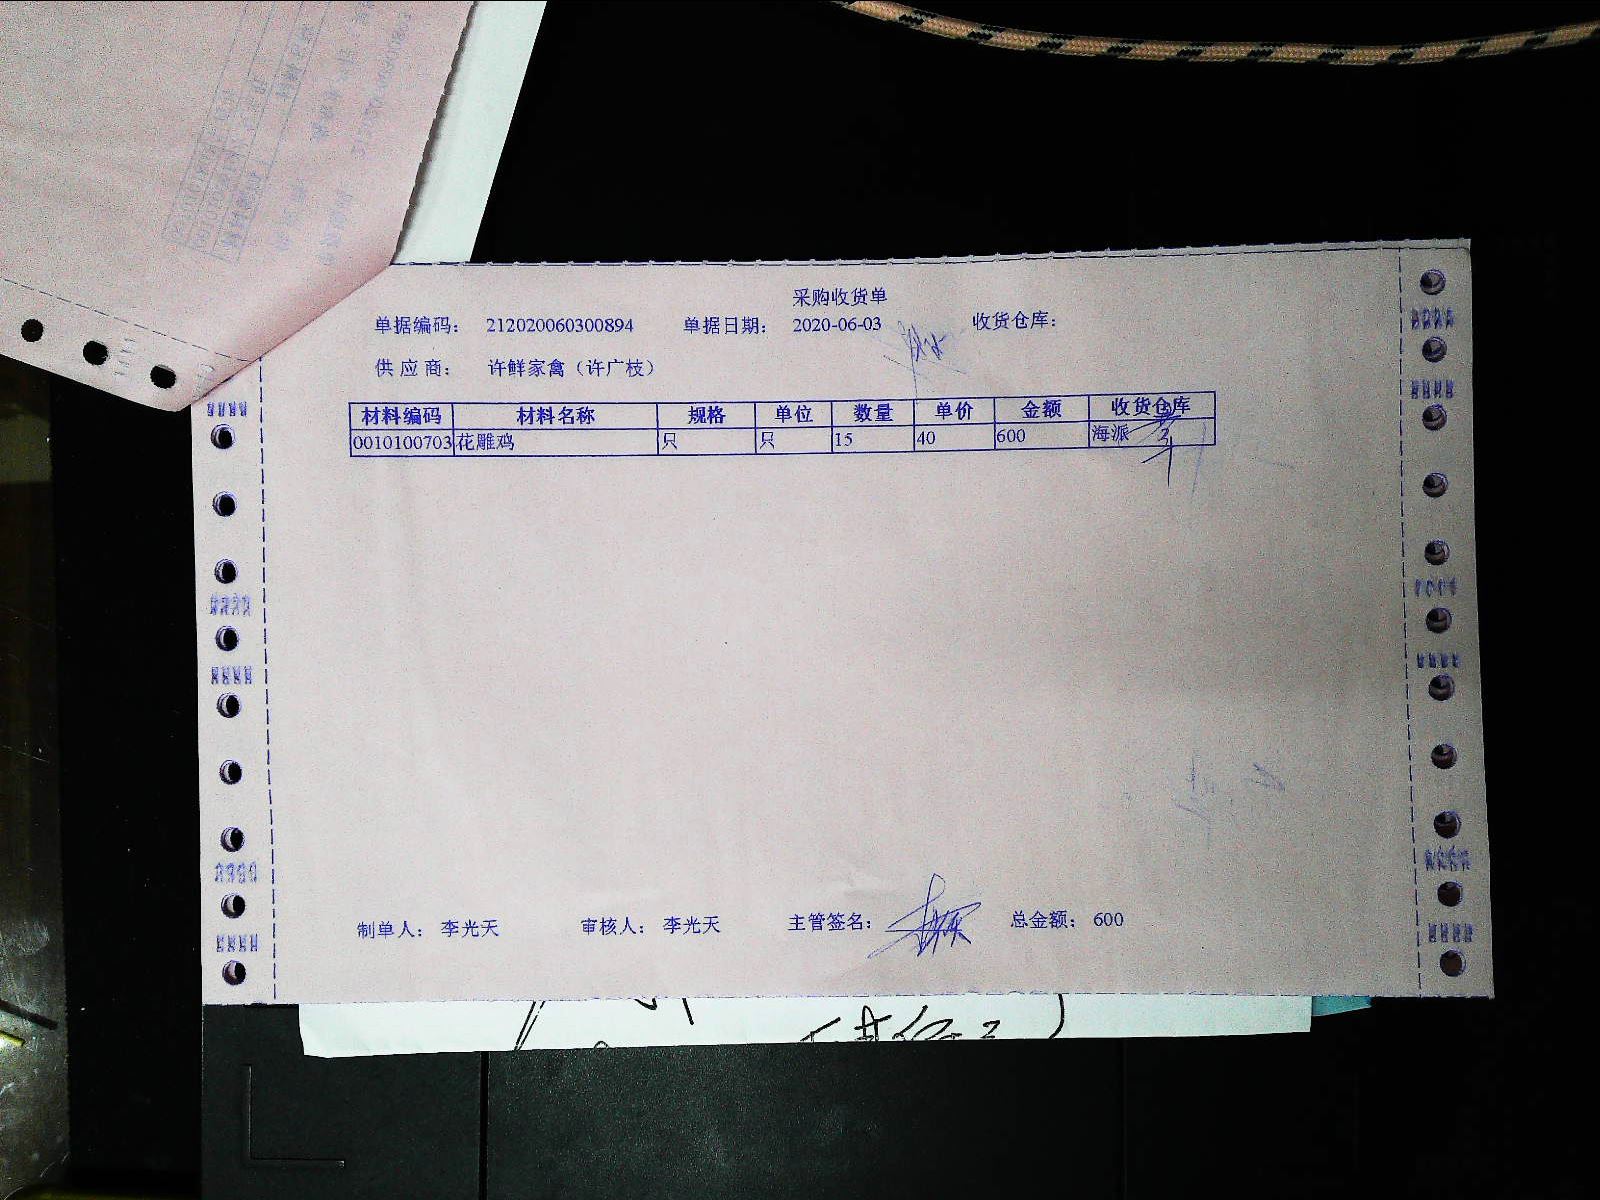 采购收货单
单据编码： 212020060300894 单据日期： 2020-06-03 收货仓库：
供应商： 许鲜家禽（许广枝）
材料编码 材料名称 规格 单位 数量 单价 金额 收货仓库
0010100703 花雕鸡 只 只 15 40 600 海派
制单人： 李光天 审核人： 李光天 主管签名： 总金额： 600